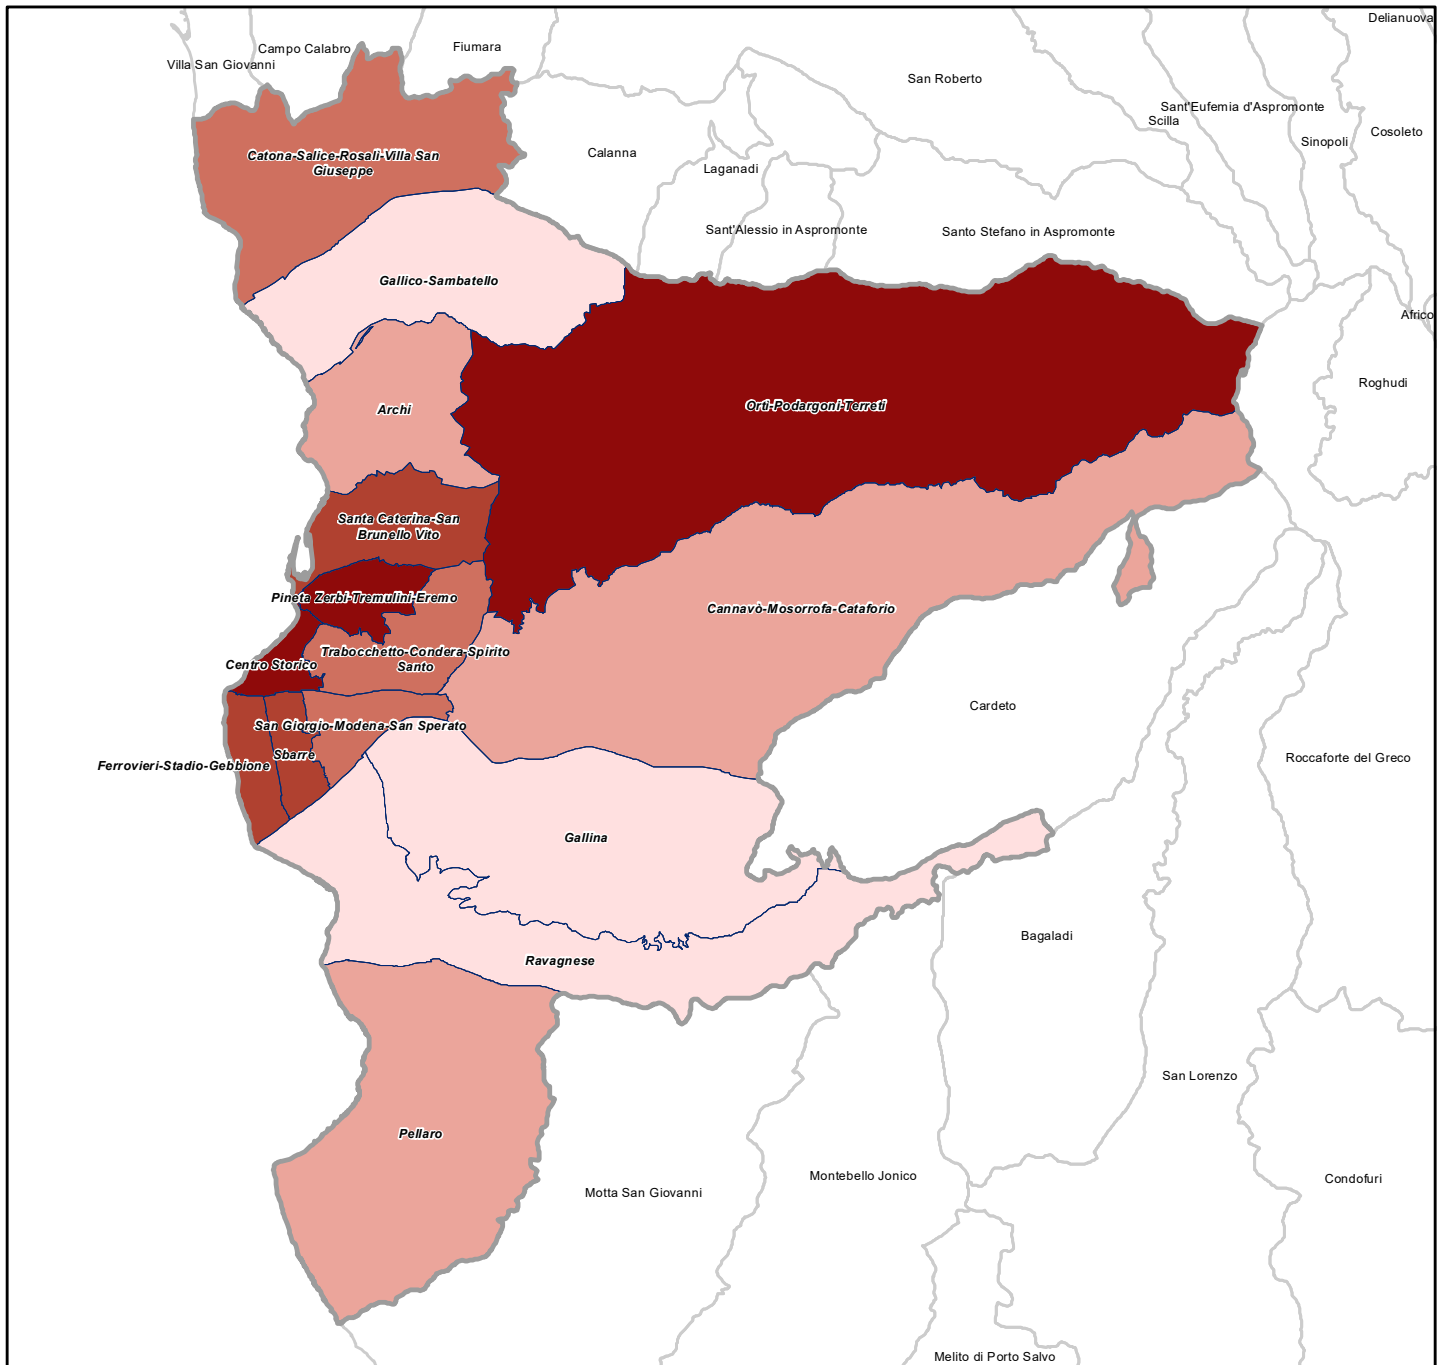 Delianuova
Campo Calabro
Fiumara
Villa San Giovanni
San Roberto
Sant'Eufemia d'Aspromonte
Scilla
Cosoleto
Sinopoli
Calanna
Catona-Salice-Rosali-Villa San
Giuseppe
Laganadi
Sant'Alessio in Aspromonte
Santo Stefano in Aspromonte
Gallico-Sambatello
Africo
Roghudi
Archi
Orti-Podargoni-Terreti
Santa Caterina-San
Brunello Vito
Pineta Zerbi-Tremulini-Eremo
Cannavò-Mosorrofa-Cataforio
Trabocchetto-Condera-Spirito
Santo
Centro Storico
Cardeto
San Giorgio-Modena-San Sperato
Sbarre
Ferrovieri-Stadio-Gebbione
Roccaforte del Greco
Gallina
Bagaladi
Ravagnese
San Lorenzo
Pellaro
Montebello Jonico
Condofuri
Motta San Giovanni
Melito di Porto Salvo